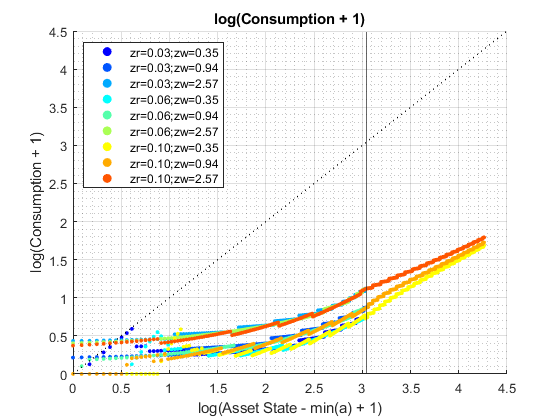 log(Consumption + 1)
4.5
4
3.5
3
2.5
2
1.5
1
0.5
0
log(Consumption + 1)
zr=0.03;zw=0.35
zr=0.03;zw=0.94
zr=0.03;zw=2.57
zr=0.06;zw=0.35
zr=0.06;zw=0.94
zr=0.06;zw=2.57
zr=0.10;zw=0.35
zr=0.10;zw=0.94
zr=0.10;zw=2.57
0 0.5 1 1.5 2 2.5 3 3.5 4 4.5
log(Asset State - min(a) + 1)